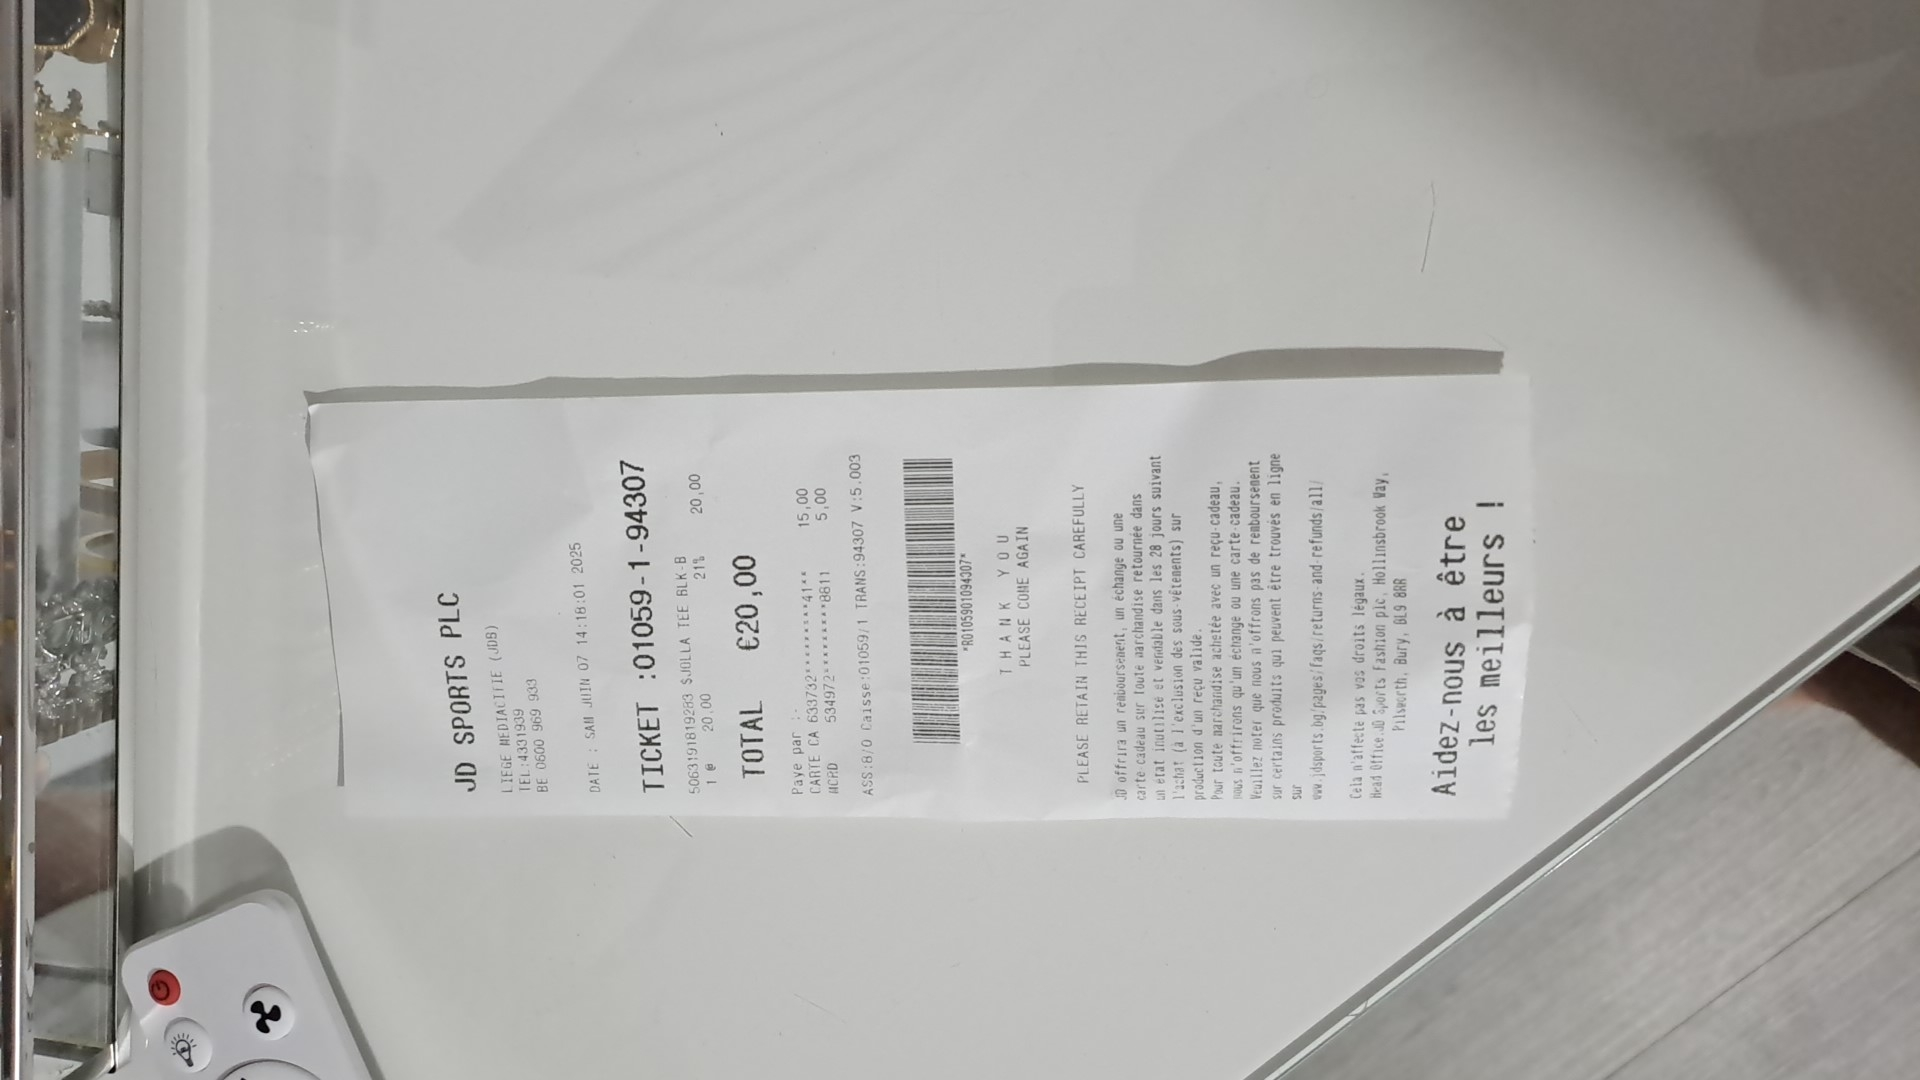 JD SPORTS PLC
LIEGE MEDIACITIE (JDB)
TEL:4331939
BE 0600 969 933
DATE : SAM JUIN 07 14:18:01 2025
TICKET :01059-1-94307
5063191819283 $JOLLA TEE BLK-B
1 @ 20,00 21% 20,00
TOTAL €20,00
Paye par :-
CARTE CA 633732**********41** 15,00
MCRD 534972******8811 5,00
ASS:8/0 Caisse:01059/1 TRANS:94307 V:5.003
*R0105901094307*
T H A N K Y O U
PLEASE COME AGAIN
PLEASE RETAIN THIS RECEIPT CAREFULLY
JD offrira un remboursement, un échange ou une
carte-cadeau sur toute marchandise retournée dans
un état inutilisé et vendable dans les 28 jours suivant
l'achat (à l'exclusion des sous-vêtements) sur
production d'un reçu valide.
Pour toute marchandise achetée avec un reçu-cadeau,
nous n'offrirons qu'un échange ou une carte-cadeau.
Veuillez noter que nous n'offrons pas de remboursement
sur certains produits qui peuvent être trouvés en ligne
sur
www.jdsports.bg/pages/faqs/returns-and-refunds/all/
Cela n'affecte pas vos droits légaux.
Head Office.JD Sports Fashion plc, Hollinsbrook Way,
Pilsworth, Bury, BL9 8RR
Aidez-nous à être
les meilleurs !